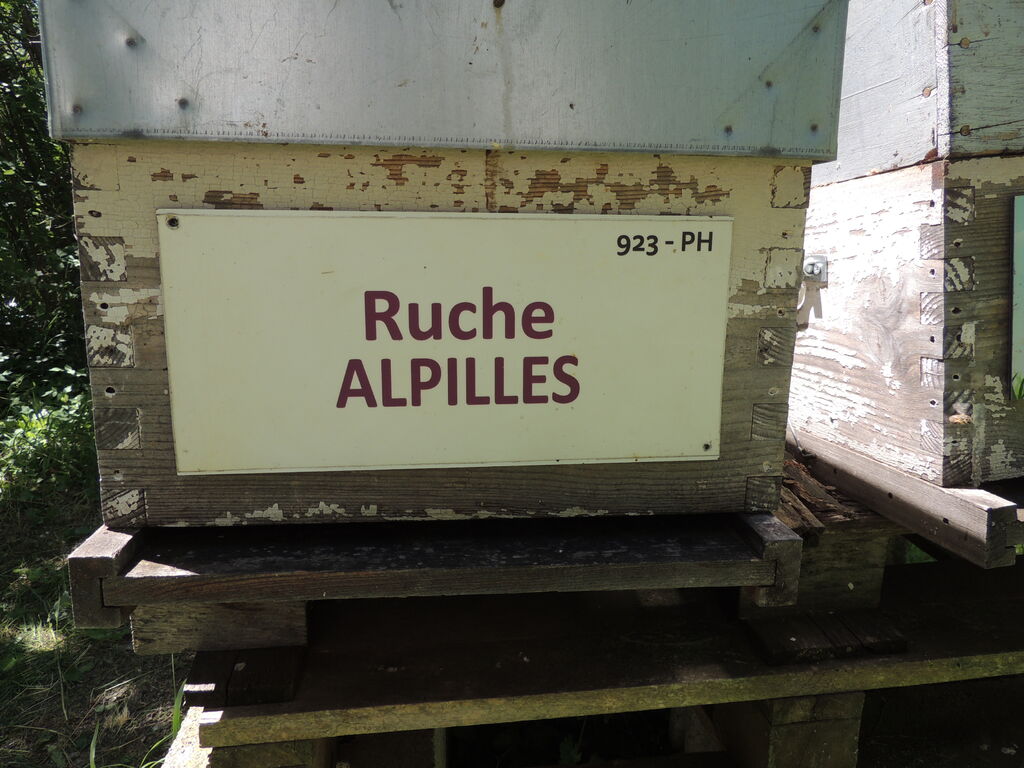 923 - PH
Ruche
ALPILLES